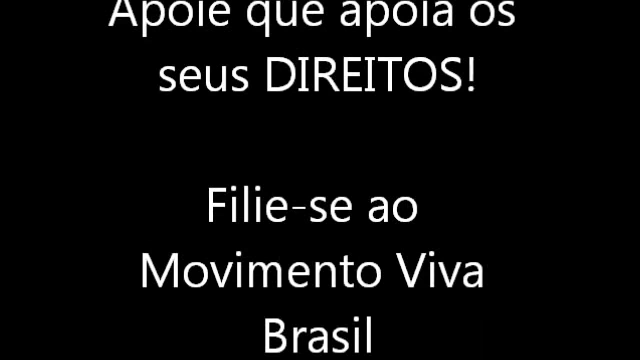 Apoie que apoia os
seus DIREITOS!
Filie-se ao
Movimento Viva
Brasil